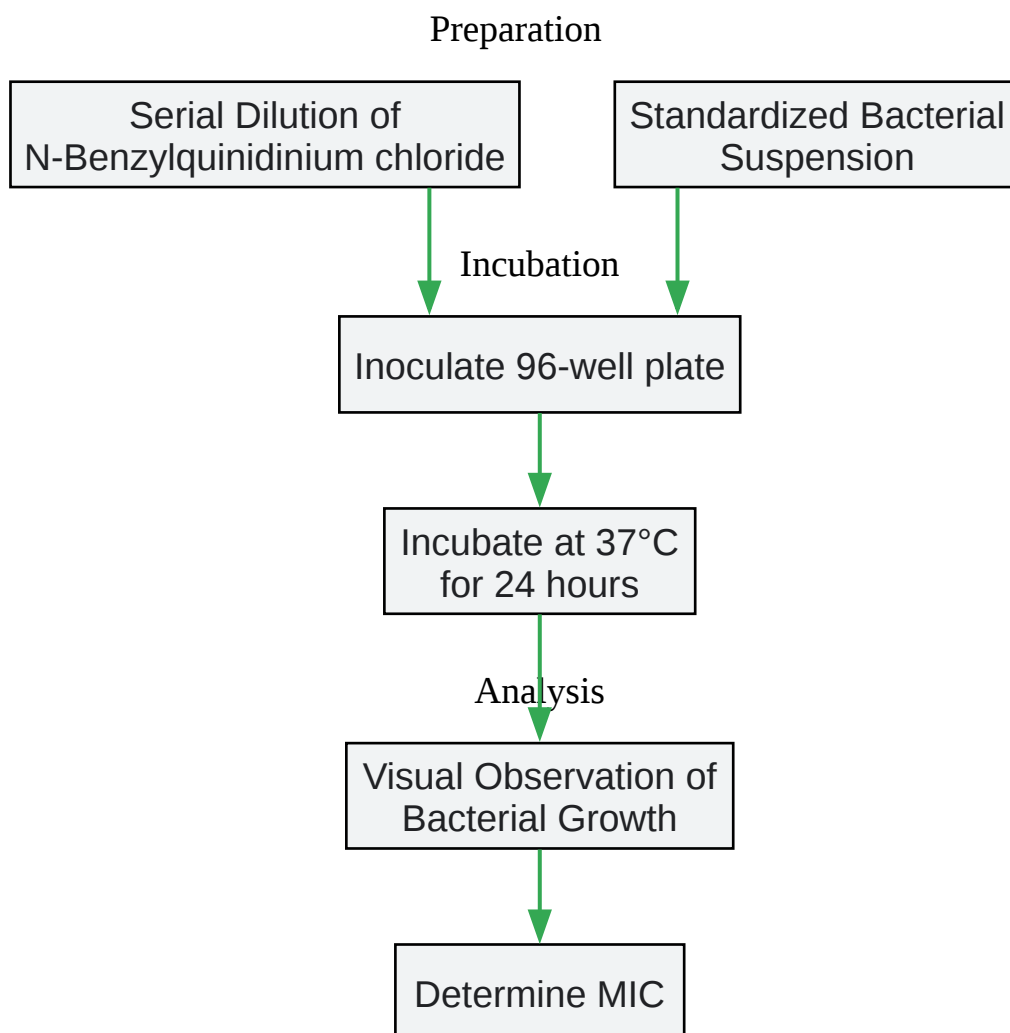 Preparation
Serial Dilution of
N-Benzylquinidinium chloride
Standardized Bacterial
Suspension
Incubation
Inoculate 96-well plate
Incubate at 37°C
for 24 hours
Analysis
Visual Observation of
Bacterial Growth
Determine MIC